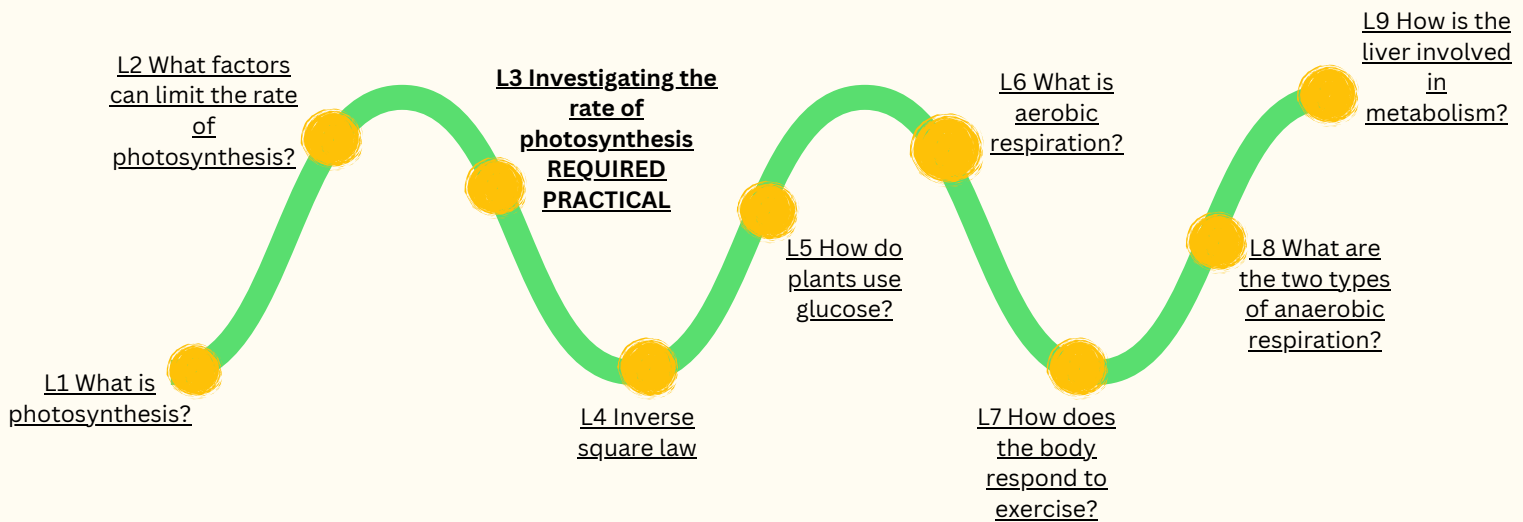 L1 What is
photosynthesis?
L2 What factors
can limit the rate
of
photosynthesis?
L3 Investigating the
rate of
photosynthesis
REQUIRED
PRACTICAL
L4 Inverse
square law
L5 How do
plants use
glucose?
L6 What is
aerobic
respiration?
L7 How does
the body
respond to
exercise?
L8 What are
the two types
of anaerobic
respiration?
L9 How is the
liver involved
in
metabolism?